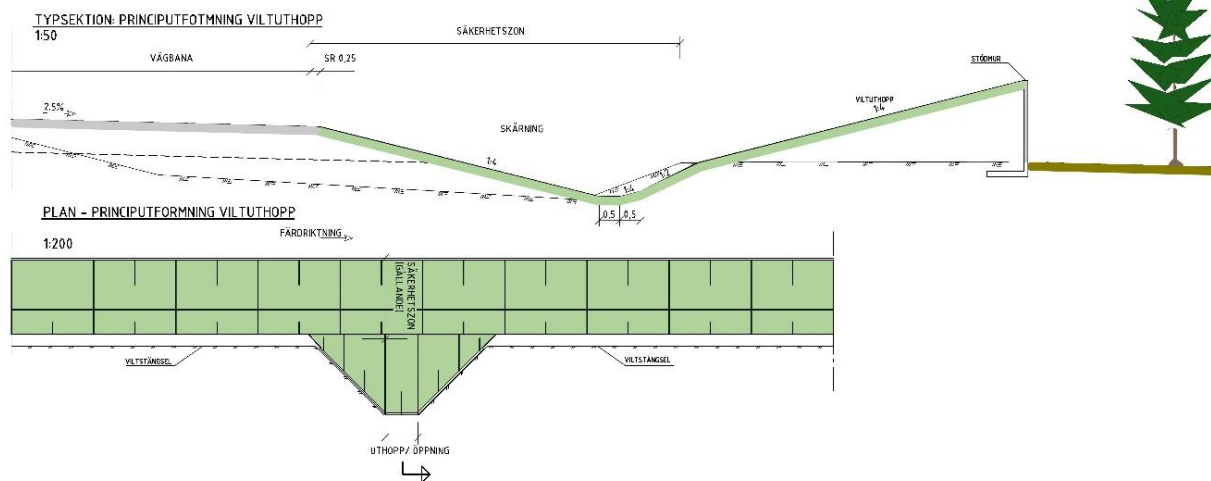 TYPSEKTION: PRINCIPUTFOTMNING VILTUTHOPP
1:50
SÄKERHETSZON
VÄGBANA
SR 0,25
STÖDMUR
VILTUTHOPP
1:4
2.5%
SKÄRNING
1:4
1:4
1:2
0,5
0,5
PLAN - PRINCIPUTFORMNING VILTUTHOPP
1:200
FÄRDRIKTNING
SÄKERHETSZON
(GÄLLANDE)
VILTSTÄNGSEL
VILTSTÄNGSEL
UTHOPP/ ÖPPNING